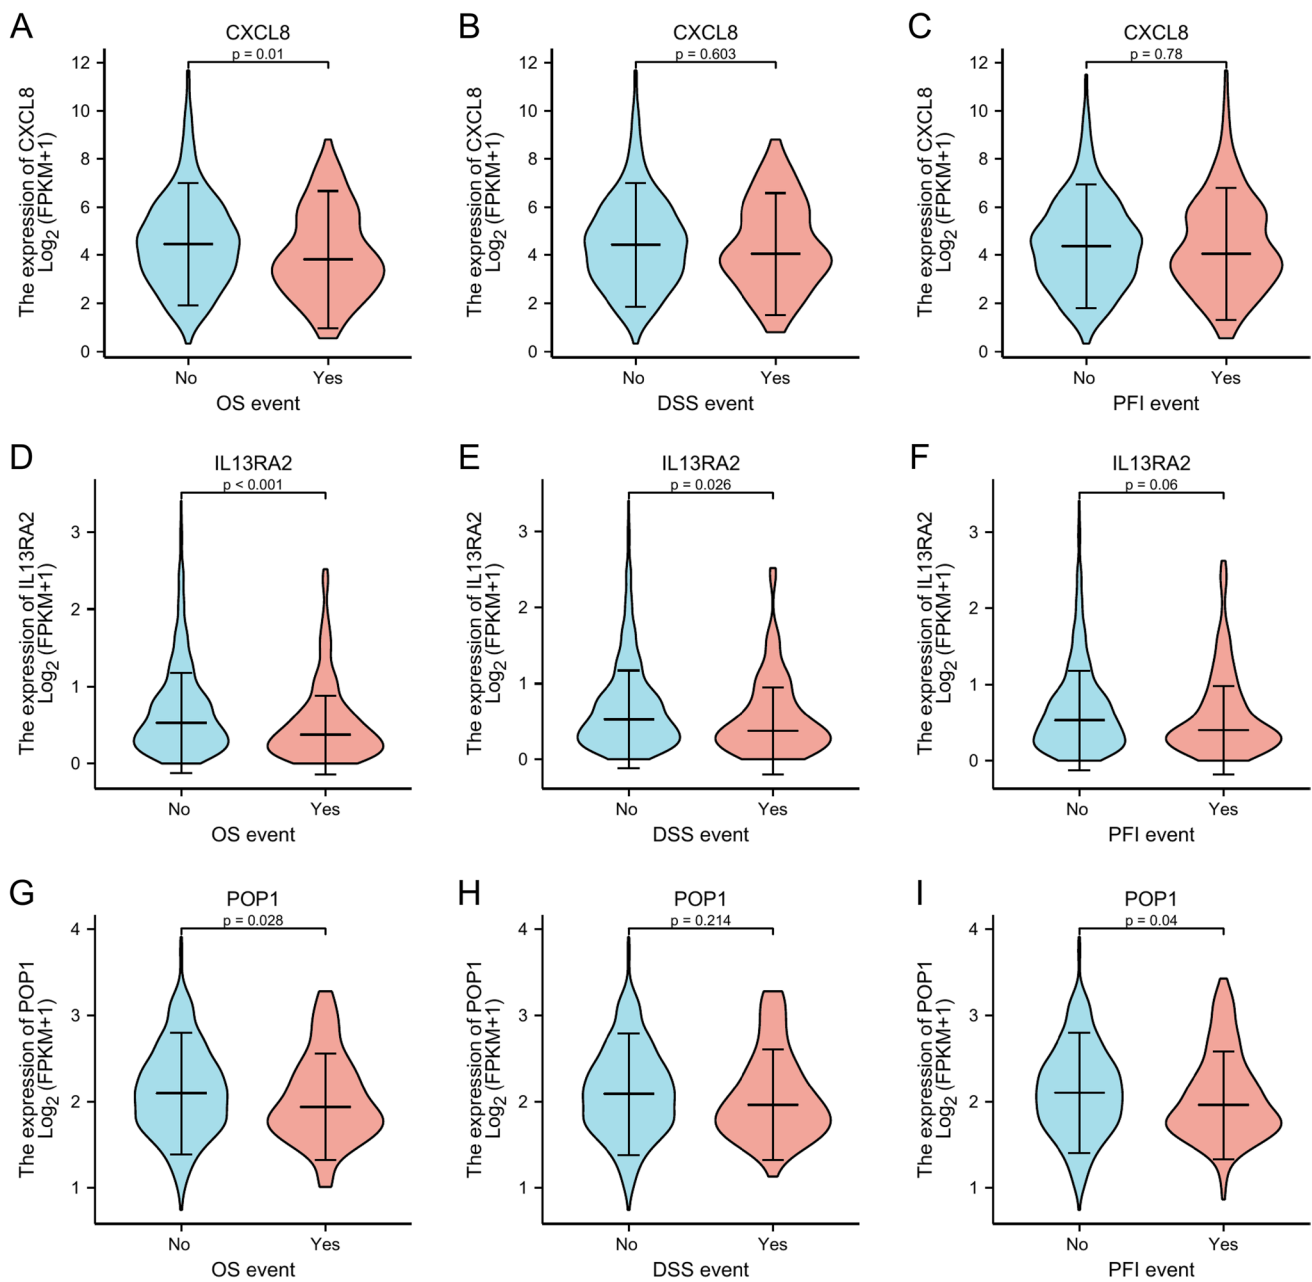 A
CXCL8
p = 0.01
The expression of CXCL8
Log2 (FPKM+1)
12
10
8
6
4
2
0
No
Yes
OS event
B
CXCL8
p = 0.603
The expression of CXCL8
Log2 (FPKM+1)
12
10
8
6
4
2
0
No
Yes
DSS event
C
CXCL8
p = 0.78
The expression of CXCL8
Log2 (FPKM+1)
12
10
8
6
4
2
0
No
Yes
PFI event
D
IL13RA2
p < 0.001
The expression of IL13RA2
Log2 (FPKM+1)
3
2
1
0
No
Yes
OS event
E
IL13RA2
p = 0.026
The expression of IL13RA2
Log2 (FPKM+1)
3
2
1
0
No
Yes
DSS event
F
IL13RA2
p = 0.06
The expression of IL13RA2
Log2 (FPKM+1)
3
2
1
0
No
Yes
PFI event
G
POP1
p = 0.028
The expression of POP1
Log2 (FPKM+1)
4
3
2
1
No
Yes
OS event
H
POP1
p = 0.214
The expression of POP1
Log2 (FPKM+1)
4
3
2
1
No
Yes
DSS event
I
POP1
p = 0.04
The expression of POP1
Log2 (FPKM+1)
4
3
2
1
No
Yes
PFI event